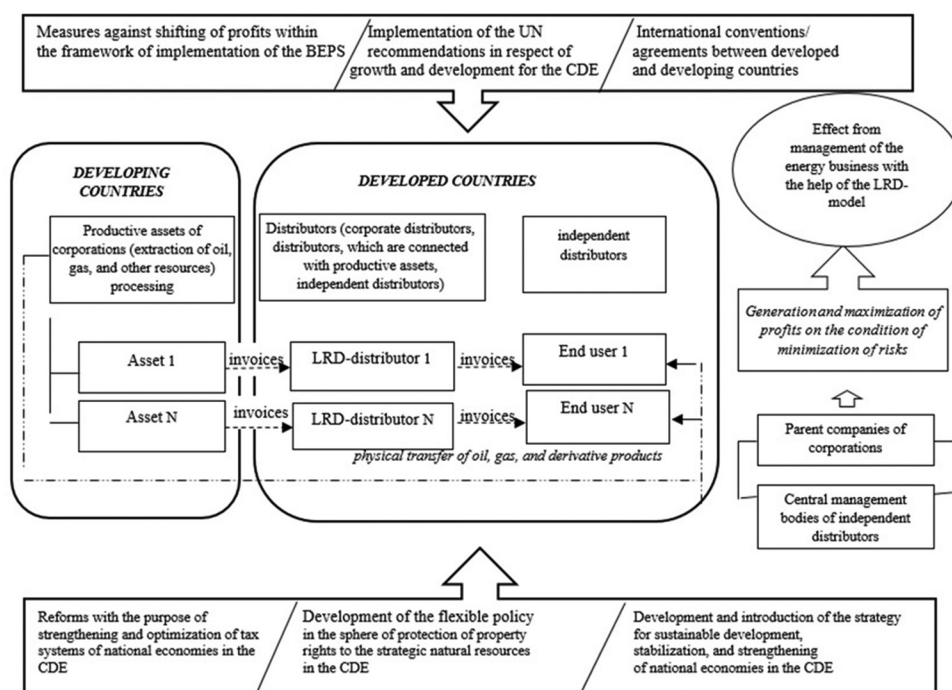 Measures against shifting of profits within
the framework of implementation of the BEPS
Implementation of the UN
recommendations in respect of
growth and development for the CDE
International conventions/
agreements between developed
and developing countries
Effect from
management of the
energy business with
the help of the LRD-
model
DEVELOPING
COUNTRIES
DEVELOPED COUNTRIES
Productive assets of
corporations (extraction of oil,
gas, and other resources)
processing
Distributors (corporate distributors,
distributors, which are connected
with productive assets,
independent distributors)
independent
distributors
Generation and maximization of
profits on the condition of
minimization of risks
Asset 1
invoices
LRD-distributor 1
invoices
End user 1
Asset N
invoices
LRD-distributor N
invoices
End user N
physical transfer of oil, gas, and derivative products
Parent companies of
corporations
Central management
bodies of independent
distributors
Reforms with the purpose of
strengthening and optimization of tax
systems of national economies in the
CDE
Development of the flexible policy
in the sphere of protection of property
rights to the strategic natural resources
in the CDE
Development and introduction of the strategy
for sustainable development,
stabilization, and strengthening
of national economies in the CDE